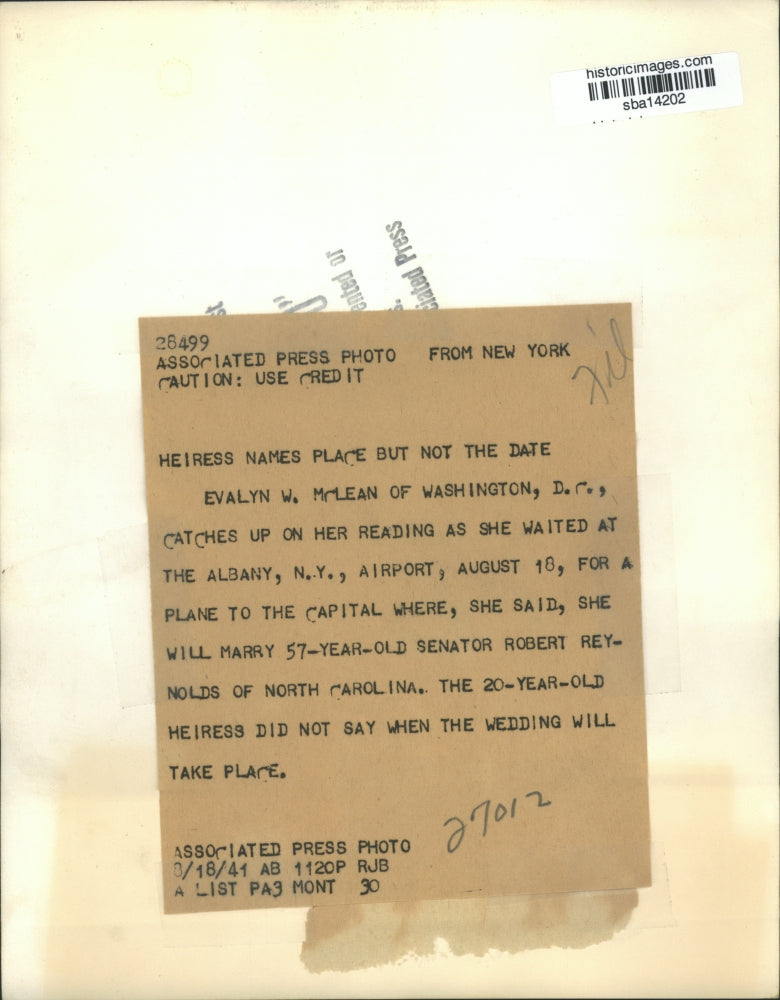 historicimages.com
sba14202
ciated Press
ented of
28499
ASSOCIATED PRESS PHOTO FROM NEW YORK
CAUTION: USE CREDIT
HEIRESS NAMES PLACE BUT NOT THE DATE
EVALYN W. MCLEAN OF WASHINGTON, D.C.,
CATCHES UP ON HER READING AS SHE WAITED AT
THE ALBANY, N.Y., AIRPORT, AUGUST 18, FOR A
PLANE TO THE CAPITAL WHERE, SHE SAID, SHE
WILL MARRY 57-YEAR-OLD SENATOR ROBERT REY-
NOLDS OF NORTH CAROLINA. THE 20-YEAR-OLD
HEIRESS DID NOT SAY WHEN THE WEDDING WILL
TAKE PLACE.
27012
ASSOCIATED PRESS PHOTO
8/18/41 AB 1120P RJB
A LIST PA3 MONT 30